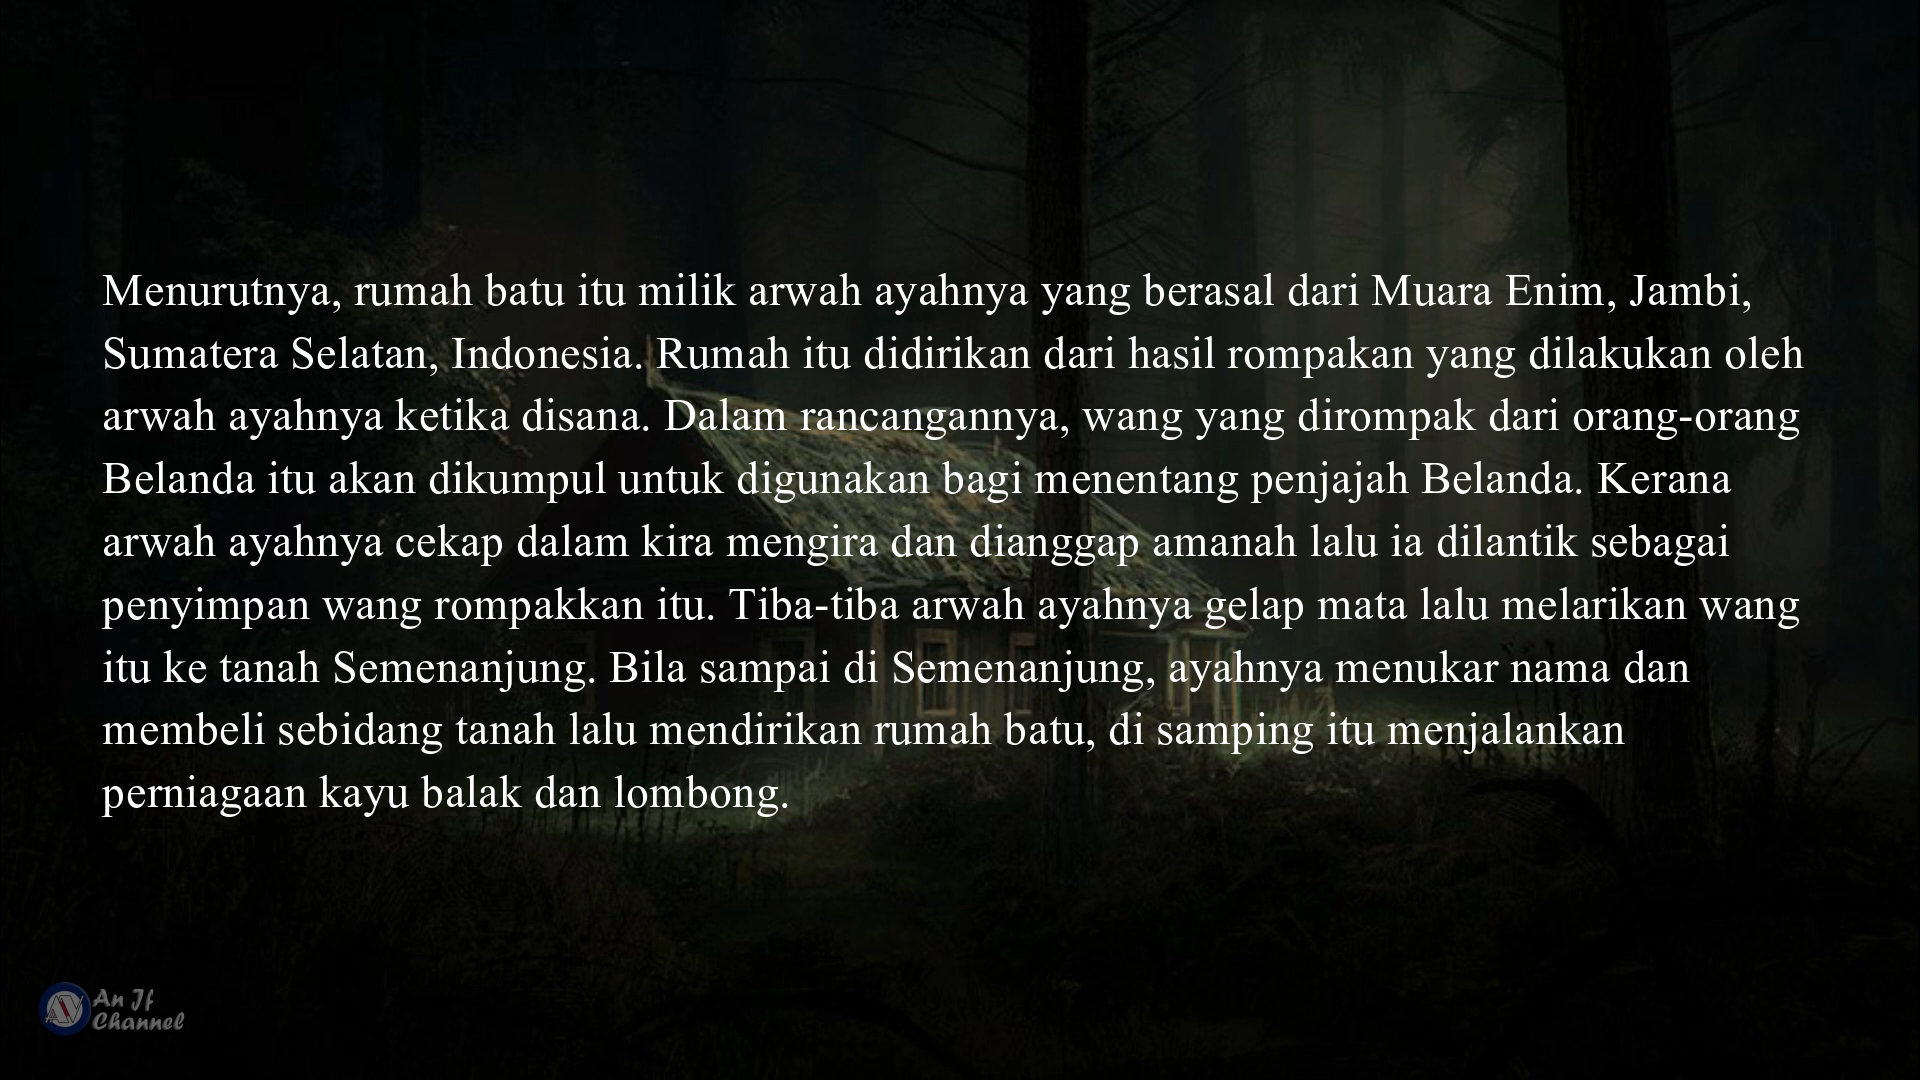 Menurutnya, rumah batu itu milik arwah ayahnya yang berasal dari Muara Enim, Jambi,
Sumatera Selatan, Indonesia. Rumah itu didirikan dari hasil rompakan yang dilakukan oleh
arwah ayahnya ketika disana. Dalam rancangannya, wang yang dirompak dari orang-orang
Belanda itu akan dikumpul untuk digunakan bagi menentang penjajah Belanda. Kerana
arwah ayahnya cekap dalam kira mengira dan dianggap amanah lalu ia dilantik sebagai
penyimpan wang rompakkan itu. Tiba-tiba arwah ayahnya gelap mata lalu melarikan wang
itu ke tanah Semenanjung. Bila sampai di Semenanjung, ayahnya menukar nama dan
membeli sebidang tanah lalu mendirikan rumah batu, di samping itu menjalankan
perniagaan kayu balak dan lombong.
An If
Channel